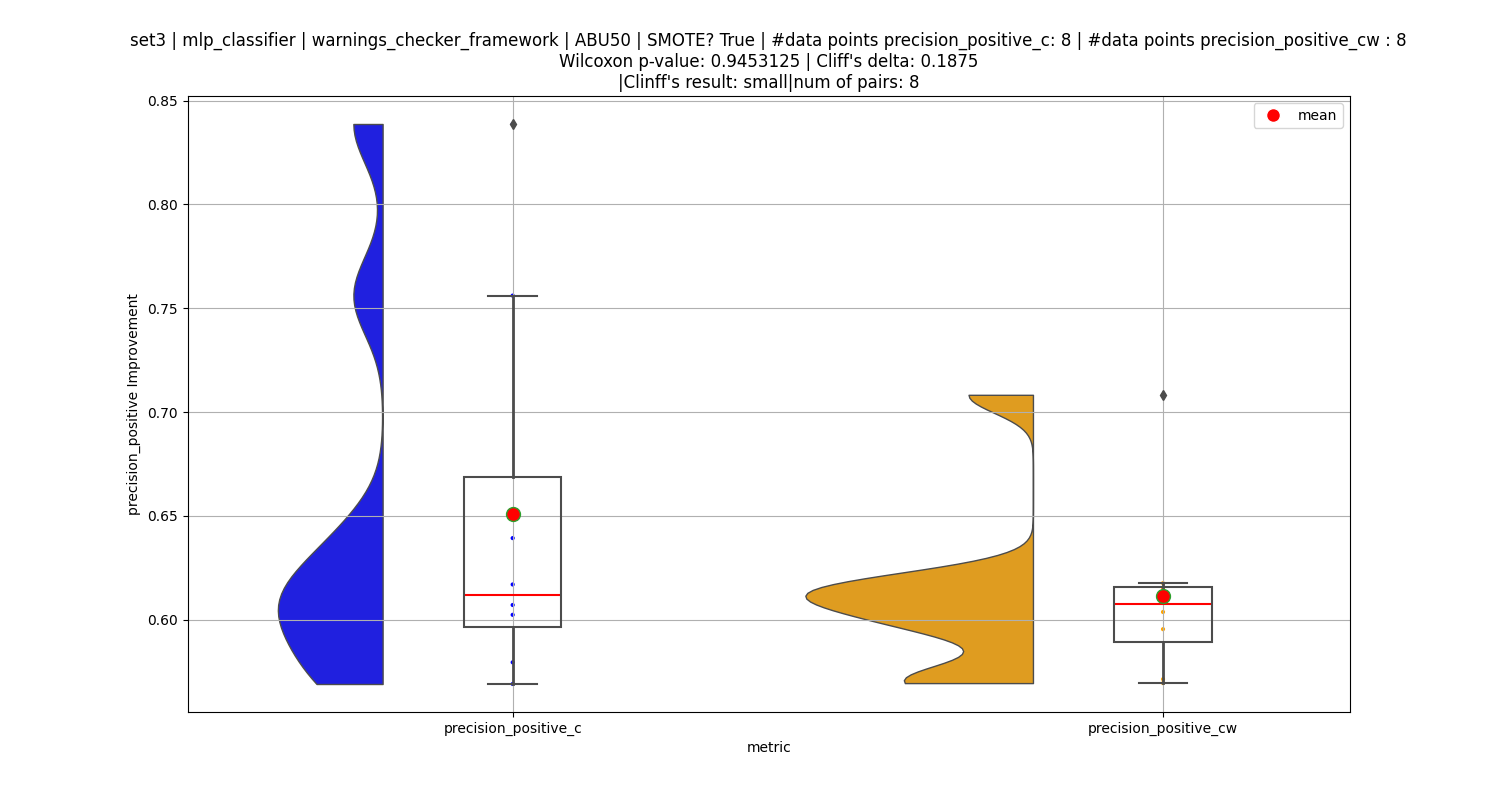 set3 | mlp_classifier | warnings_checker_framework | ABU50 | SMOTE? True | #data points precision_positive_c: 8 | #data points precision_positive_cw : 8
Wilcoxon p-value: 0.9453125 | Cliff's delta: 0.1875
|Clinff's result: small|num of pairs: 8
mean
0.85
0.80
0.75
0.70
0.65
0.60
precision_positive Improvement
precision_positive_c
precision_positive_cw
metric